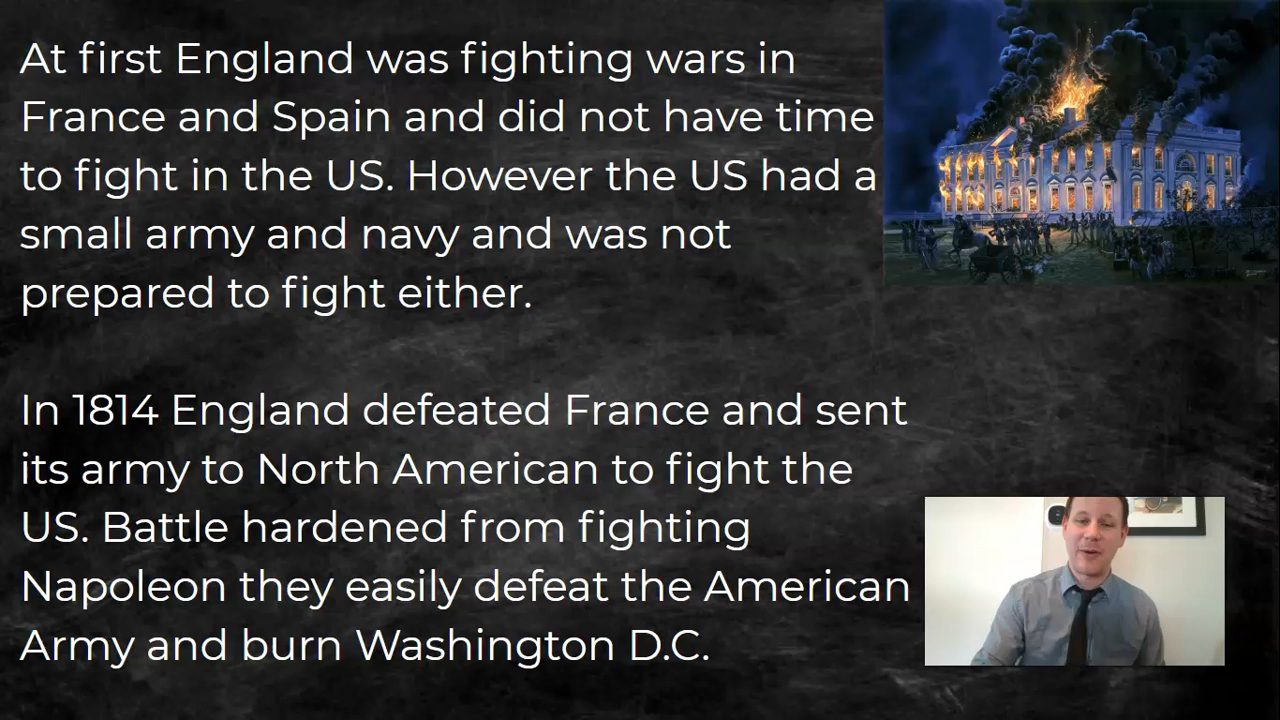 At first England was fighting wars in
France and Spain and did not have time
to fight in the US. However the US had a
small army and navy and was not
prepared to fight either.
In 1814 England defeated France and sent
its army to North American to fight the
US. Battle hardened from fighting
Napoleon they easily defeat the American
Army and burn Washington D.C.